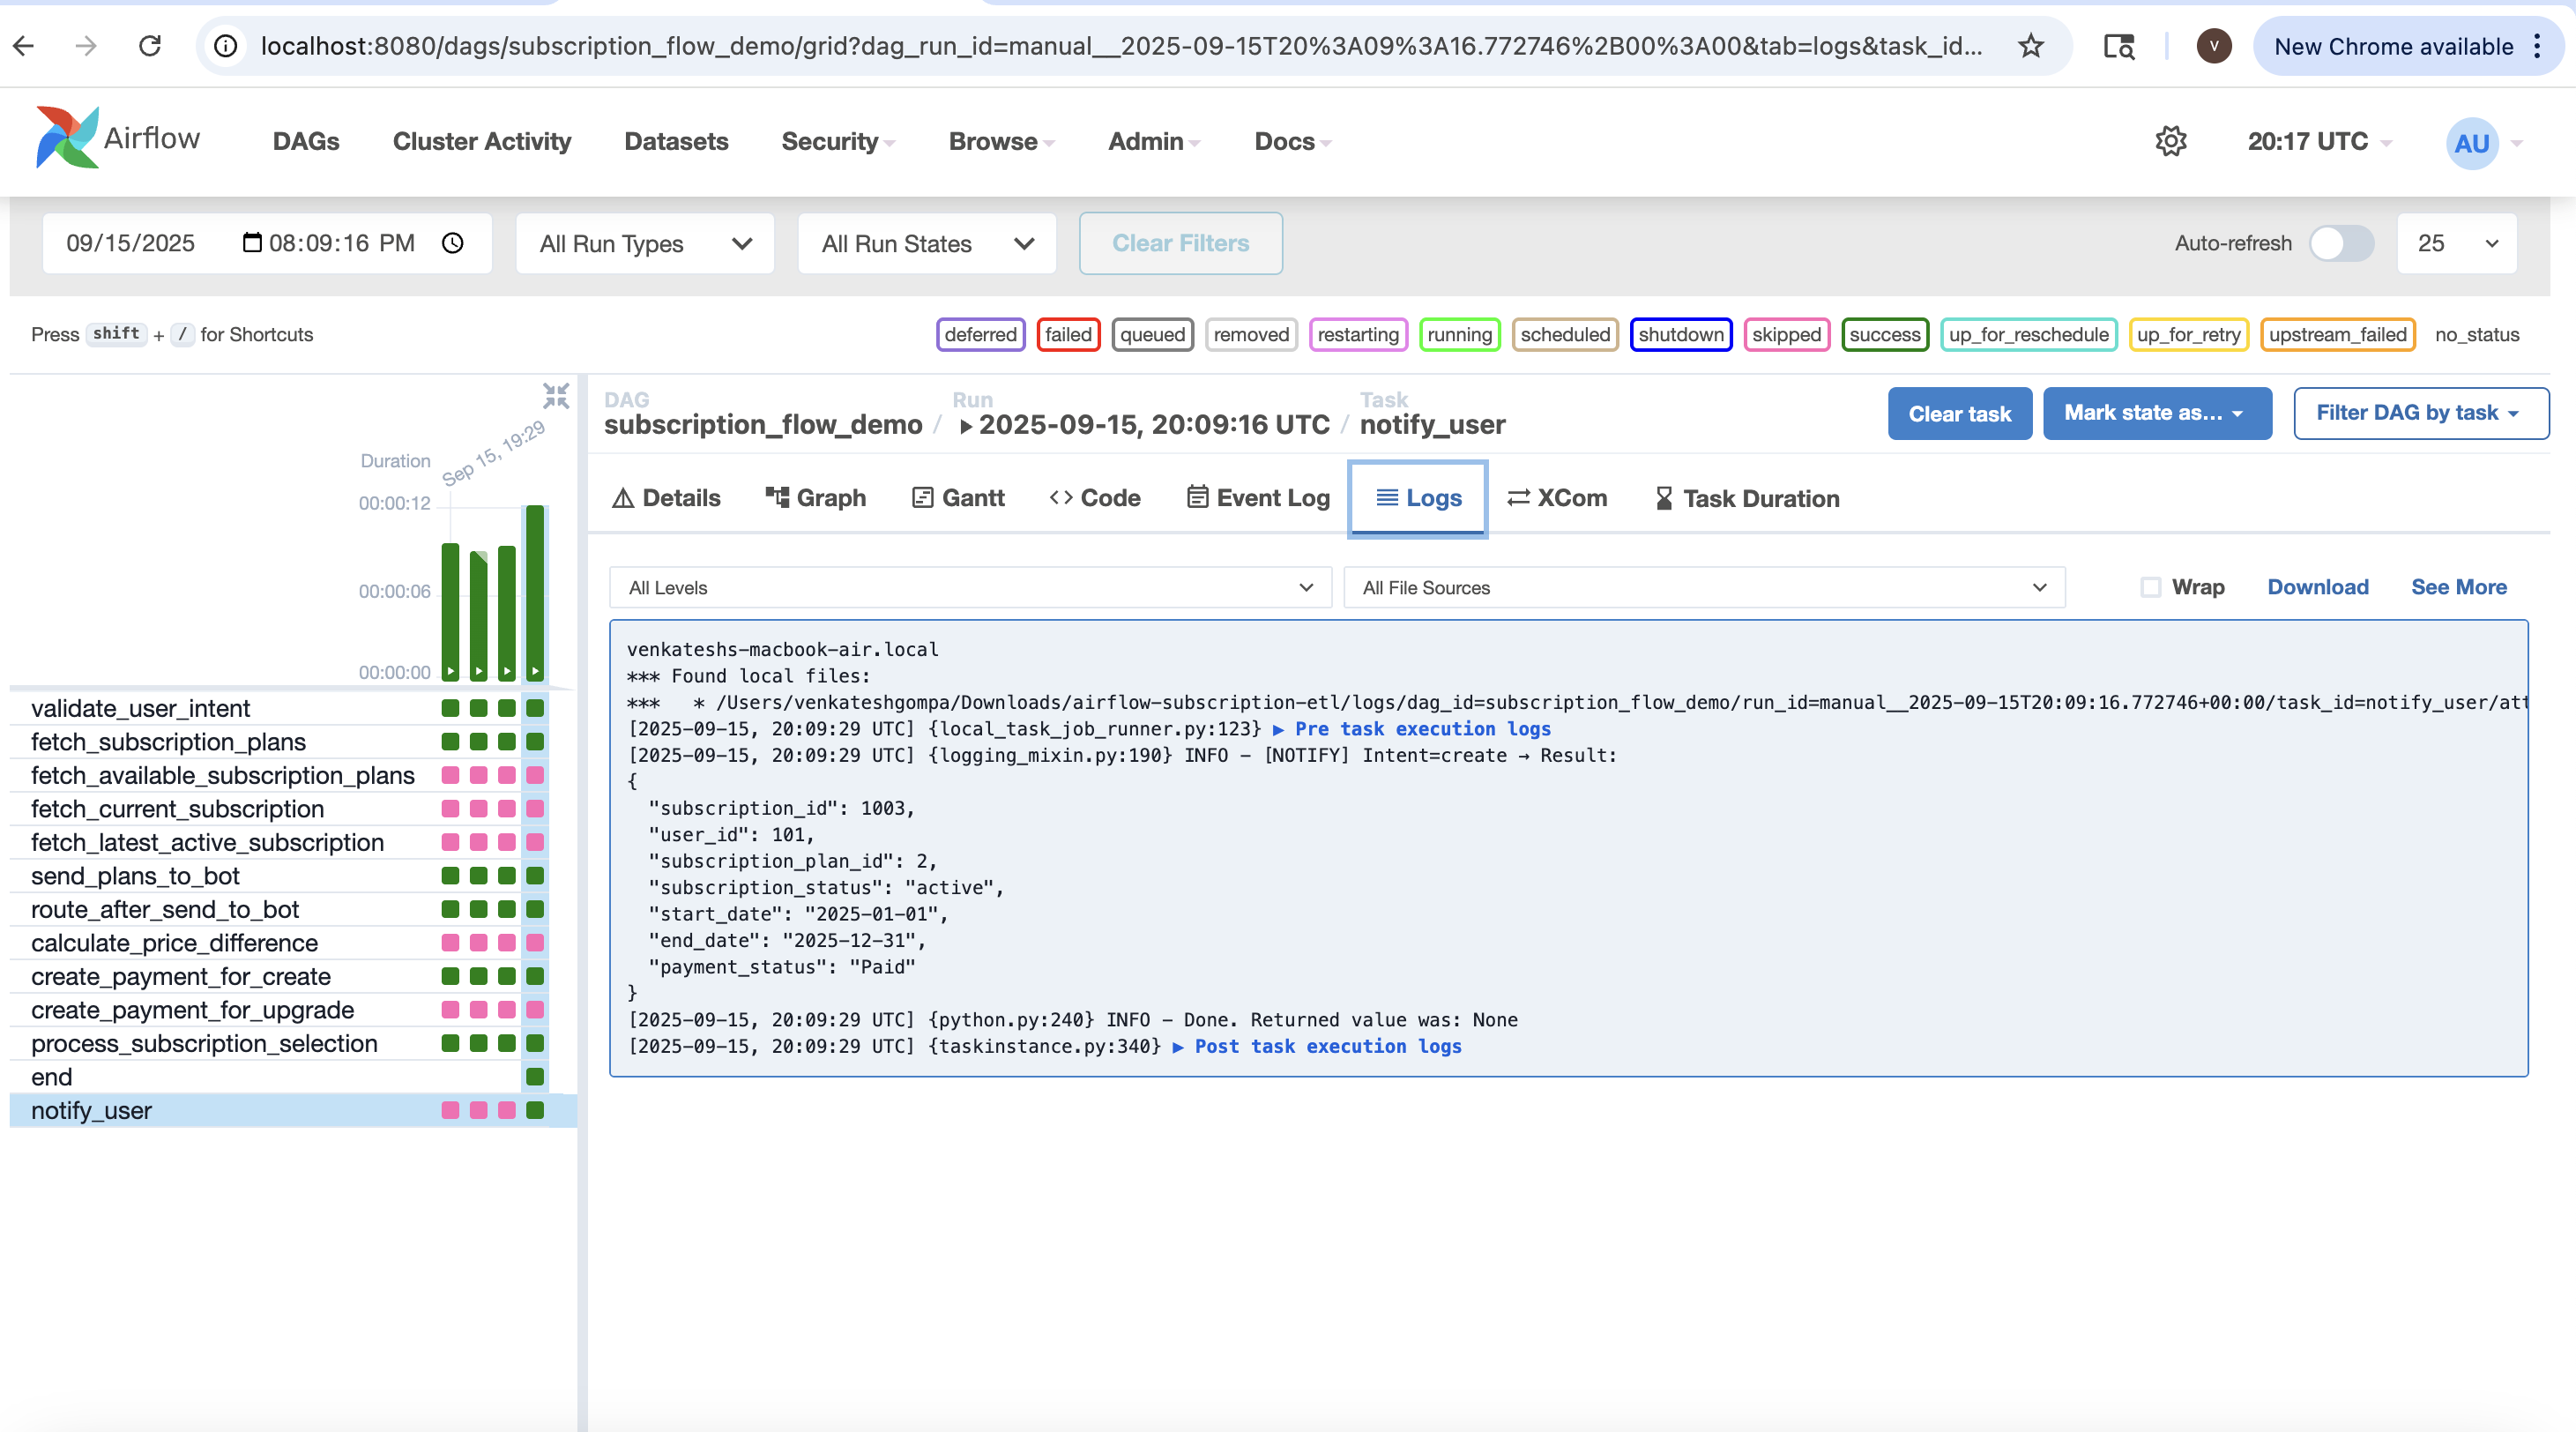 localhost:8080/dags/subscription_flow_demo/grid?dag_run_id=manual__2025-09-15T20%3A09%3A16.772746%2B00%3A00&tab=logs&task_id...
V
New Chrome available
Airflow
DAGs
Cluster Activity
Datasets
Security
Browse
Admin
Docs
20:17 UTC
AU
09/15/2025 08:09:16 PM
All Run Types
All Run States
Clear Filters
Auto-refresh
25
Press shift + / for Shortcuts
deferred
failed
queued
removed
restarting
running
scheduled
shutdown
skipped
success
up_for_reschedule
up_for_retry
upstream_failed
no_status
Duration
Sep 15, 19:29
00:00:12
00:00:06
00:00:00
validate_user_intent
fetch_subscription_plans
fetch_available_subscription_plans
fetch_current_subscription
fetch_latest_active_subscription
send_plans_to_bot
route_after_send_to_bot
calculate_price_difference
create_payment_for_create
create_payment_for_upgrade
process_subscription_selection
end
notify_user
DAG
subscription_flow_demo /
Run
2025-09-15, 20:09:16 UTC /
Task
notify_user
Clear task
Mark state as...
Filter DAG by task
Details
Graph
Gantt
Code
Event Log
Logs
XCom
Task Duration
All Levels
All File Sources
Wrap
Download
See More
venkateshs-macbook-air.local
*** Found local files:
***   * /Users/venkateshgompa/Downloads/airflow-subscription-etl/logs/dag_id=subscription_flow_demo/run_id=manual__2025-09-15T20:09:16.772746+00:00/task_id=notify_user/att
[2025-09-15, 20:09:29 UTC] {local_task_job_runner.py:123} ▶ Pre task execution logs
[2025-09-15, 20:09:29 UTC] {logging_mixin.py:190} INFO - [NOTIFY] Intent=create → Result:
{
  "subscription_id": 1003,
  "user_id": 101,
  "subscription_plan_id": 2,
  "subscription_status": "active",
  "start_date": "2025-01-01",
  "end_date": "2025-12-31",
  "payment_status": "Paid"
}
[2025-09-15, 20:09:29 UTC] {python.py:240} INFO - Done. Returned value was: None
[2025-09-15, 20:09:29 UTC] {taskinstance.py:340} ▶ Post task execution logs